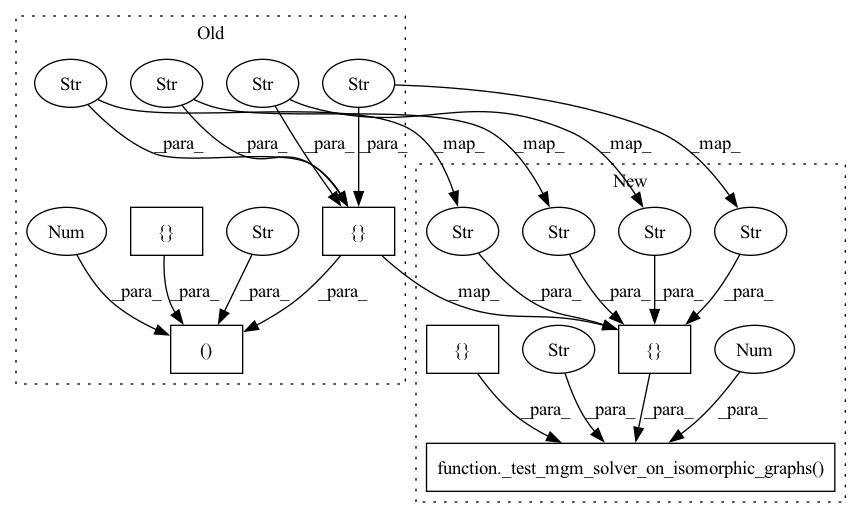 Old
Str Str Str Str
_para_ _para_ _para_ _para_ _map_ _map_ _map_ _map_
New
Num {} Str {} Str Str Str Str
_para_ _para_ _para_ _para_ _map_ _para_ _para_ _para_ _para_
() {} Str {} Num
_para_ _para_ _para_ _para_
function._test_mgm_solver_on_isomorphic_graphs()